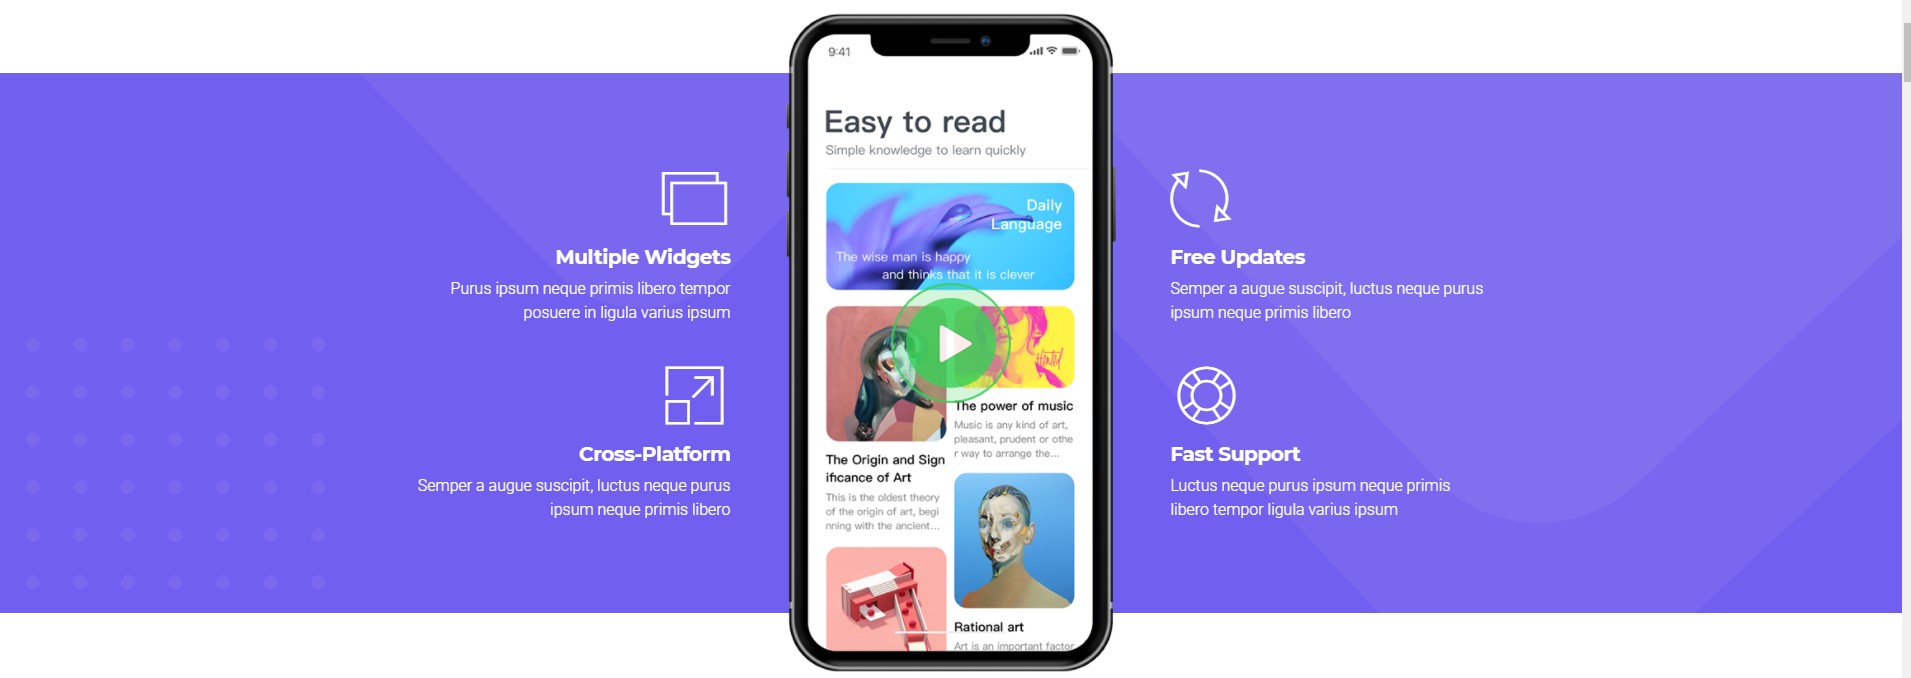 Multiple Widgets
Purus ipsum neque primis libero tempor
posuere in ligula varius ipsum
Cross-Platform
Semper a augue suscipit, luctus neque purus
ipsum neque primis libero
9:41
Easy to read
Simple knowledge to learn quickly
Daily
Language
The wise man is happy
and thinks that it is clever
Hunted
The power of music
Music is any kind of art,
pleasant, prudent or othe
r way to arrange the...
The Origin and Sign
ificance of Art
This is the oldest theory
of the origin of art, begi
nning with the ancient...
Rational art
Art is an important factor
Free Updates
Semper a augue suscipit, luctus neque purus
ipsum neque primis libero
Fast Support
Luctus neque purus ipsum neque primis
libero tempor ligula varius ipsum